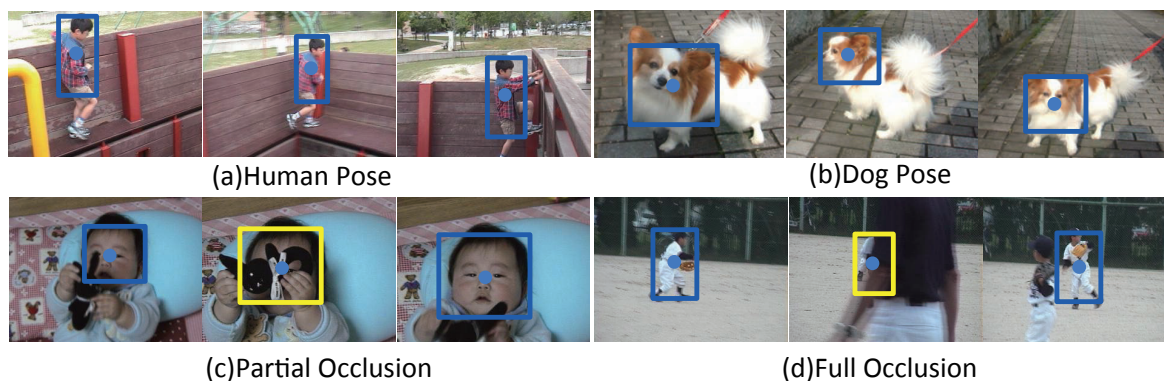 (a)Human Pose
(b)Dog Pose
(c)Partial Occlusion
(d)Full Occlusion